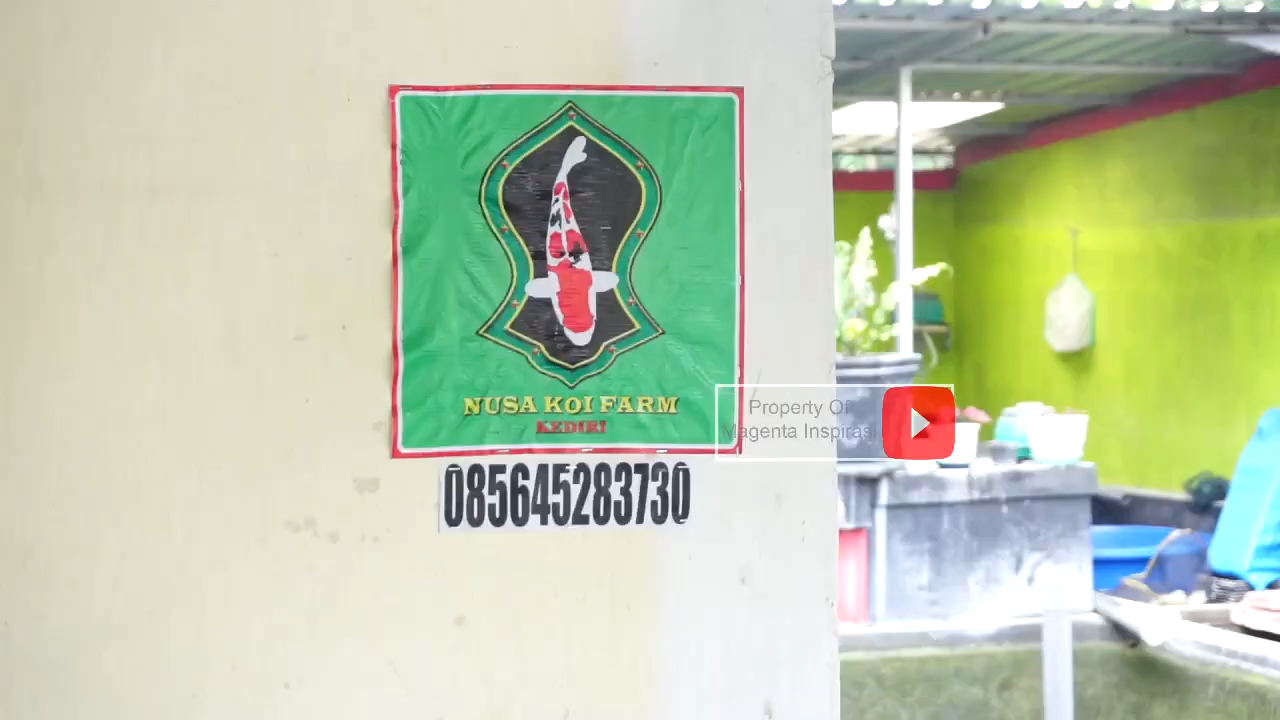 NUSA KOI FARM
KEDIRI
085645283730
Property Of
Magenta Inspirasi